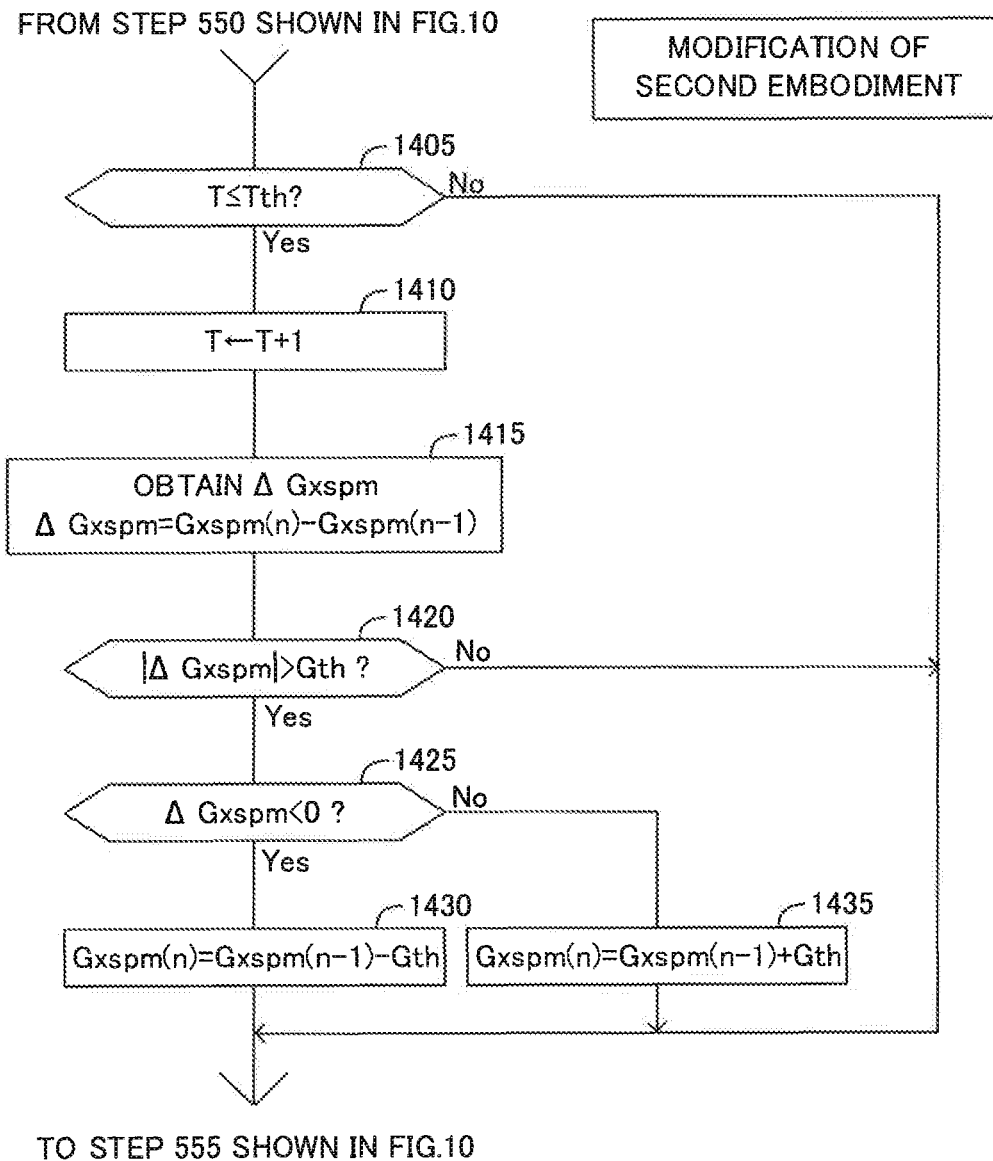 FROM STEP 550 SHOWN IN FIG.10
MODIFICATION OF
SECOND EMBODIMENT
1405
T≤Tth?
No
Yes
1410
T←T+1
1415
OBTAIN Δ Gxspm
Δ Gxspm=Gxspm(n)-Gxspm(n-1)
1420
|Δ Gxspm|>Gth ?
No
Yes
1425
Δ Gxspm<0 ?
No
Yes
1430
Gxspm(n)=Gxspm(n-1)-Gth
1435
Gxspm(n)=Gxspm(n-1)+Gth
TO STEP 555 SHOWN IN FIG.10